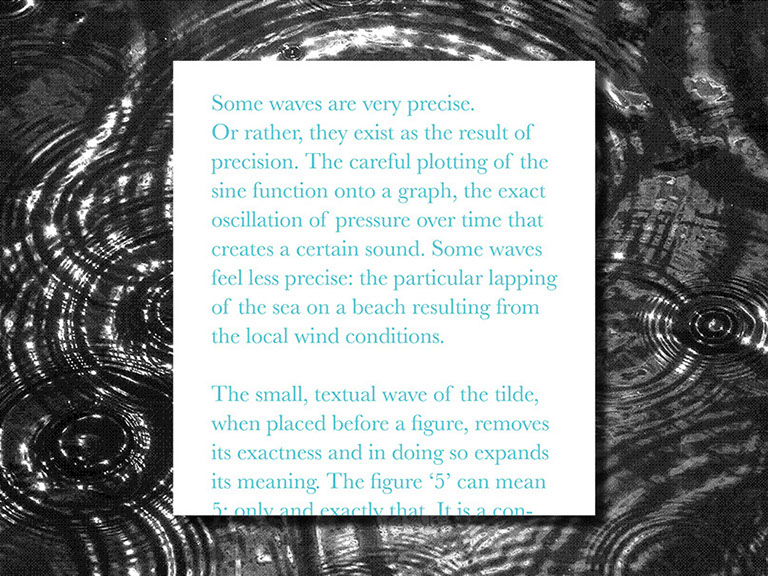 Some waves are very precise.
Or rather, they exist as the result of
precision. The careful plotting of the
sine function onto a graph, the exact
oscillation of pressure over time that
creates a certain sound. Some waves
feel less precise: the particular lapping
of the sea on a beach resulting from
the local wind conditions.
The small, textual wave of the tilde,
when placed before a figure, removes
its exactness and in doing so expands
its meaning. The figure ‘5’ can mean
5; only and exactly that. It is a con-